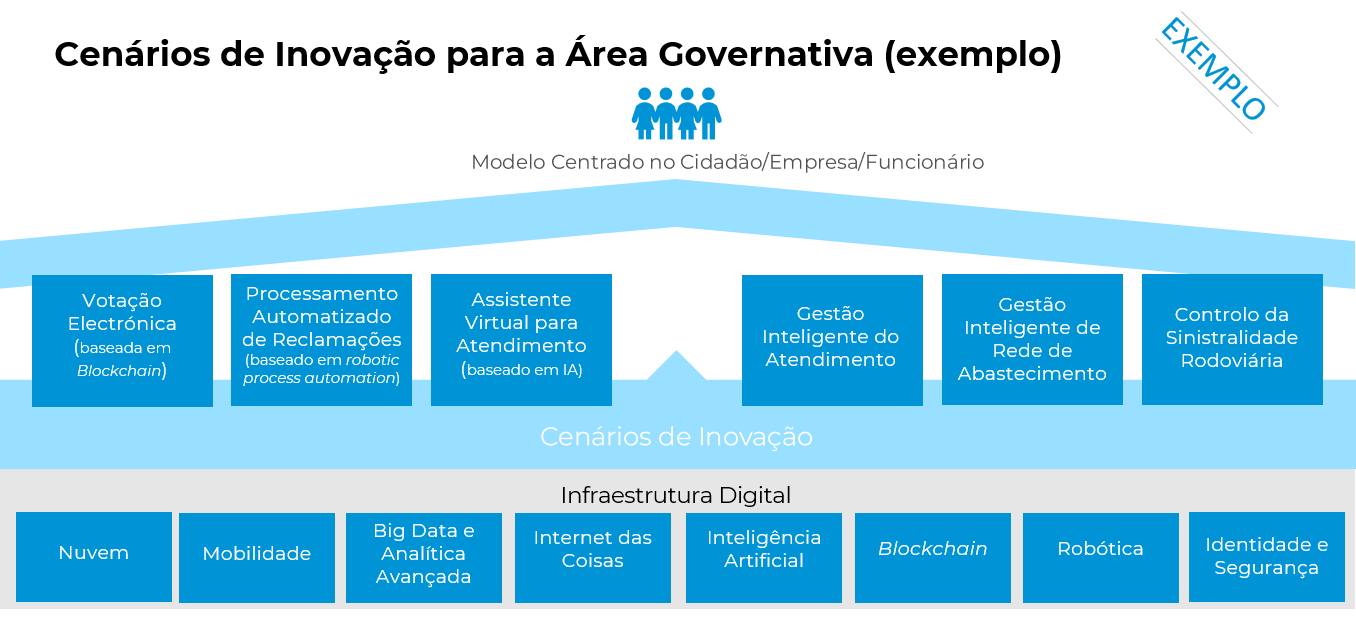 Cenários de Inovação para a Área Governativa (exemplo)
EXEMPLO
Modelo Centrado no Cidadão/Empresa/Funcionário
Votação
Electrónica
(baseada em
Blockchain)
Processamento
Automatizado
de Reclamações
(baseado em robotic
process automation)
Assistente
Virtual para
Atendimento
(baseado em IA)
Gestão
Inteligente do
Atendimento
Gestão
Inteligente de
Rede de
Abastecimento
Controlo da
Sinistralidade
Rodoviária
Cenários de Inovação
Infraestrutura Digital
Nuvem
Mobilidade
Big Data e
Analítica
Avançada
Internet das
Coisas
Inteligência
Artificial
Blockchain
Robótica
Identidade e
Segurança